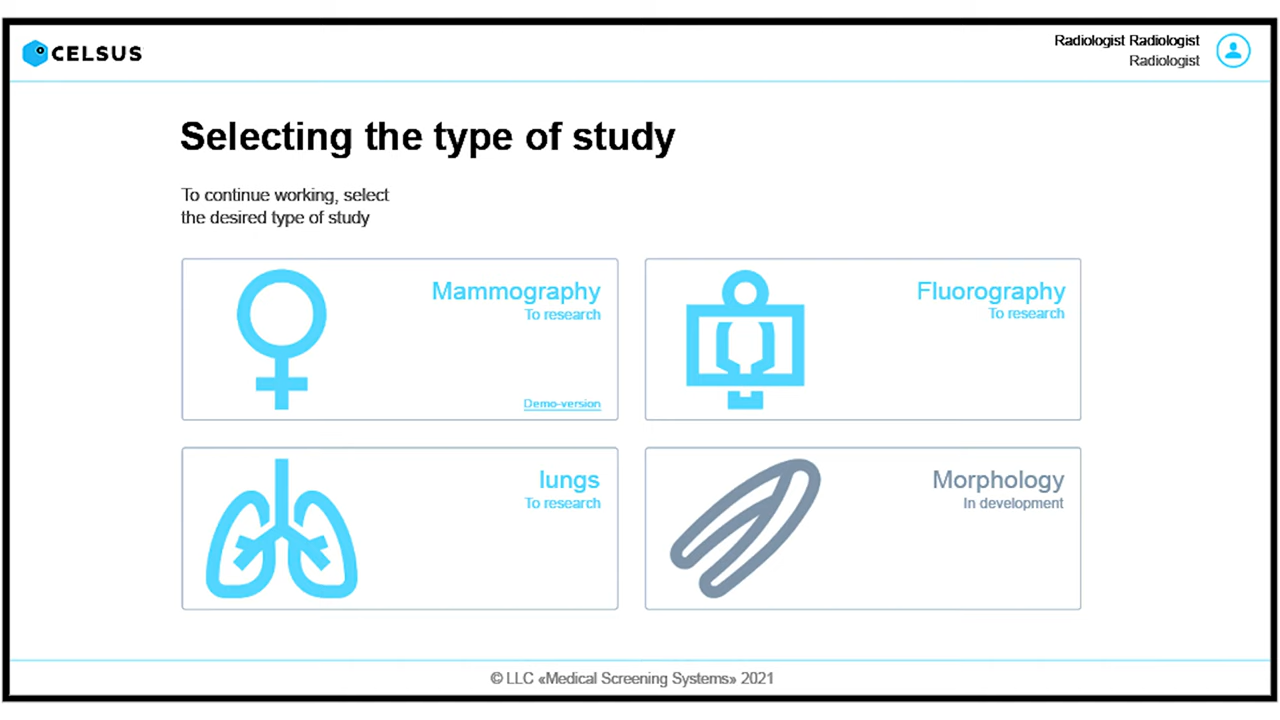 CELSUS
Radiologist Radiologist
Radiologist
Selecting the type of study
To continue working, select
the desired type of study
Mammography
To research
Demo-version
Fluorography
To research
lungs
To research
Morphology
In development
© LLC «Medical Screening Systems» 2021